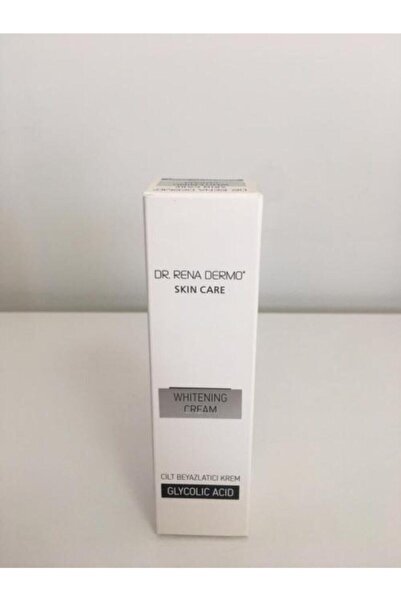 DR. RENA DERMO®
SKIN CARE
WHITENING
CREAM
CİLT BEYAZLATICI KREM
GLYCOLIC ACID